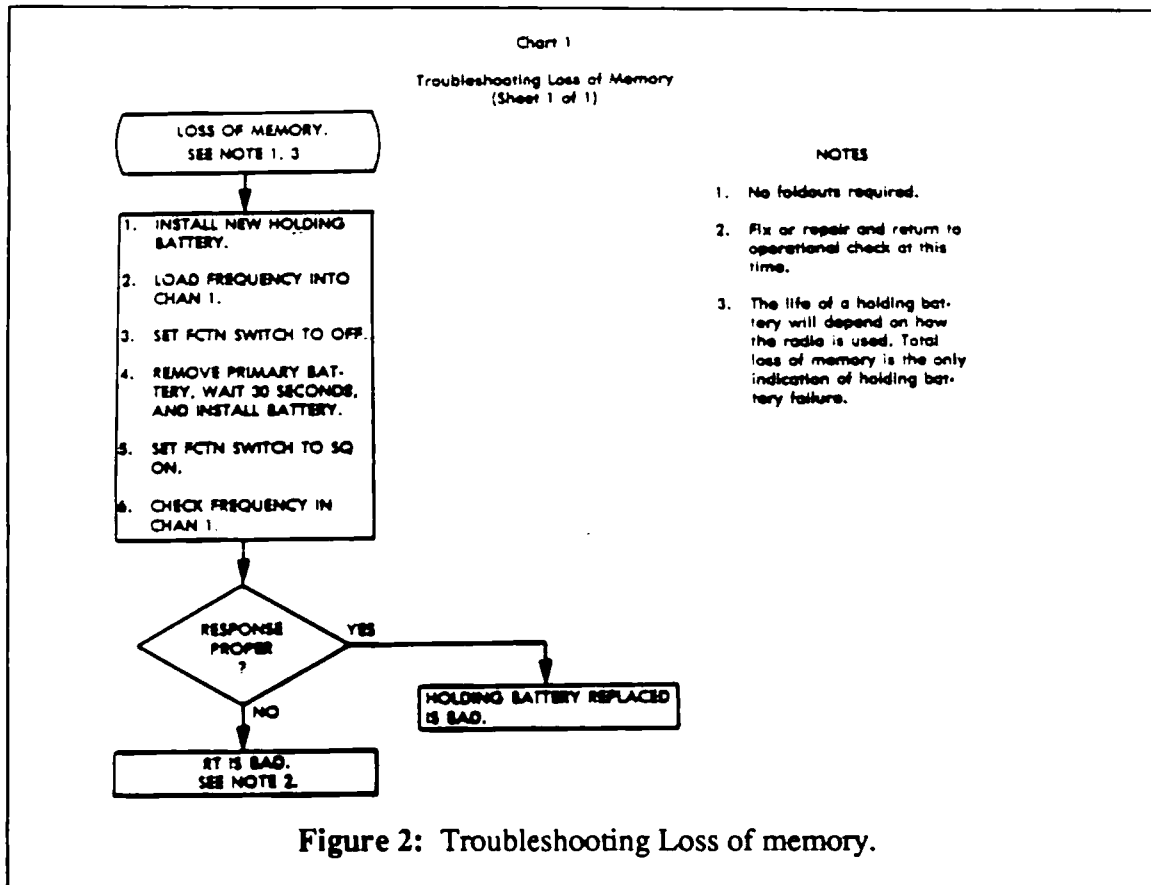 Chart 1
Troubleshooting Loss of Memory
(Sheet 1 of 1)
LOSS OF MEMORY.
SEE NOTE 1, 3
1. INSTALL NEW HOLDING
BATTERY.
2. LOAD FREQUENCY INTO
CHAN 1.
3. SET FCTN SWITCH TO OFF.
4. REMOVE PRIMARY BAT-
TERY, WAIT 30 SECONDS,
AND INSTALL BATTERY.
5. SET FCTN SWITCH TO SQ
ON.
6. CHECK FREQUENCY IN
CHAN 1.
RESPONSE
PROPER
?
YES
HOLDING BATTERY REPLACED
IS BAD.
NO
RT IS BAD.
SEE NOTE 2.
NOTES
1. No foldouts required.
2. Fix or repair and return to
operational check at this
time.
3. The life of a holding bat-
tery will depend on how
the radio is used. Total
loss of memory is the only
indication of holding bat-
tery failure.
Figure 2: Troubleshooting Loss of memory.